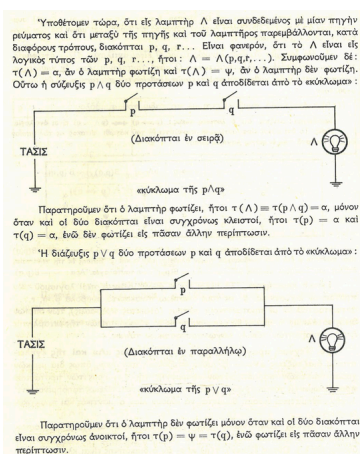 Ὑποθέτομεν τώρα, ὅτι εἷς λαμπτὴρ Λ εἶναι συνδεδεμένος μὲ μίαν πηγὴν
ρεύματος καὶ ὅτι μεταξὺ τῆς πηγῆς καὶ τοῦ λαμπτῆρος παρεμβάλλονται, κατὰ
διαφόρους τρόπους, διακόπται p, q, r... Εἶναι φανερόν, ὅτι τὸ Λ εἶναι εἷς
λογικὸς τύπος τῶν p, q, r..., ἤτοι : Λ = Λ(p,q,r,...). Συμφωνοῦμεν δέ:
τ(Λ) = α, ἂν ὁ λαμπτὴρ φωτίζῃ καὶ τ(Λ) = ψ, ἂν ὁ λαμπτὴρ δὲν φωτίζῃ.
Οὕτω ἡ σύζευξις p ∧ q δύο προτάσεων p καὶ q ἀποδίδεται ἀπὸ τὸ «κύκλωμα» :
p
q
Λ
ΤΑΣΙΣ
(Διακόπται ἐν σειρᾷ)
«κύκλωμα τῆς p∧q»
Παρατηροῦμεν ὅτι ὁ λαμπτὴρ φωτίζει, ἤτοι τ(Λ) ≡ τ(p ∧ q) = α, μόνον
ὅταν καὶ οἱ δύο διακόπται εἶναι συγχρόνως κλειστοί, ἤτοι τ(p) = α καὶ
τ(q) = α, ἐνῶ δὲν φωτίζει εἰς πᾶσαν ἄλλην περίπτωσιν.
Ἡ διάζευξις p ∨ q δύο προτάσεων p καὶ q ἀποδίδεται ἀπὸ τὸ «κύκλωμα» :
p
q
Λ
ΤΑΣΙΣ
(Διακόπται ἐν παραλλήλῳ)
«κύκλωμα τῆς p ∨ q»
Παρατηροῦμεν ὅτι ὁ λαμπτὴρ δὲν φωτίζει μόνον ὅταν καὶ οἱ δύο διακόπται
εἶναι συγχρόνως ἀνοικτοί, ἤτοι τ(p) = ψ = τ(q), ἐνῶ φωτίζει εἰς πᾶσαν ἄλλην
περίπτωσιν.